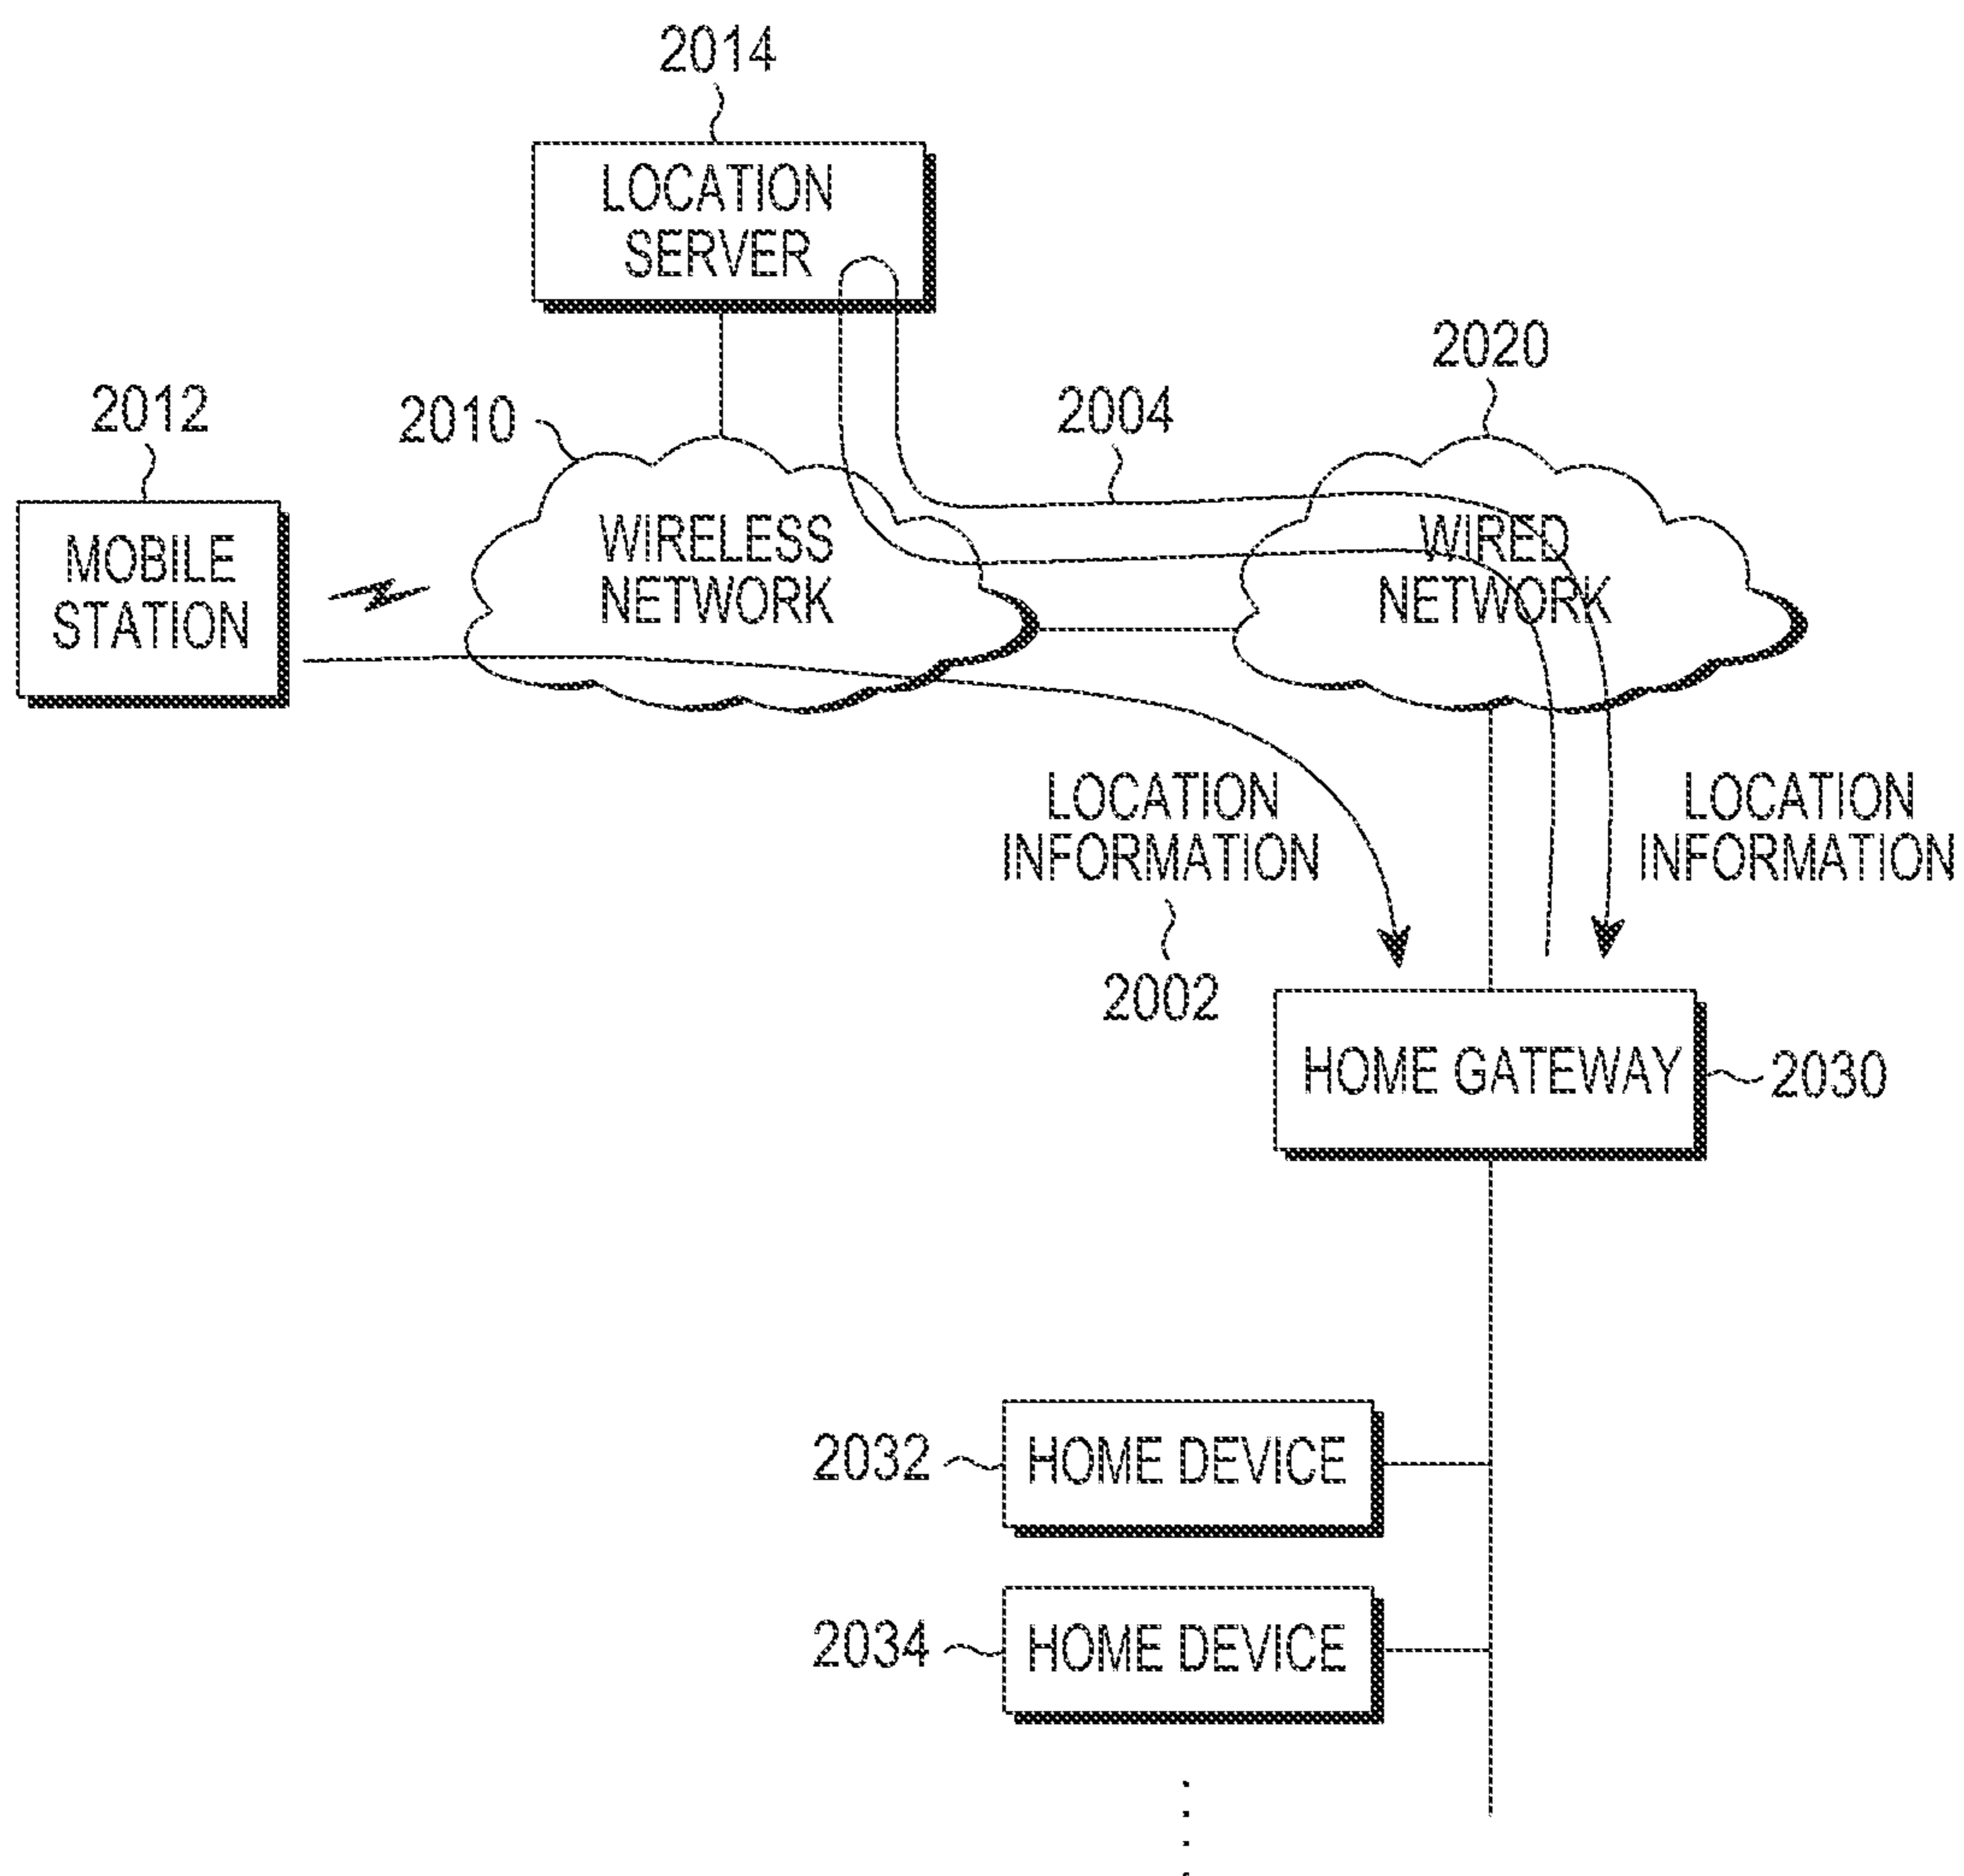 2014
LOCATION
SERVER
2020
2012
2010
2004
MOBILE
STATION
WIRELESS
NETWORK
WIRED
NETWORK
LOCATION
INFORMATION
2002
LOCATION
INFORMATION
HOME GATEWAY
2030
2032
HOME DEVICE
2034
HOME DEVICE